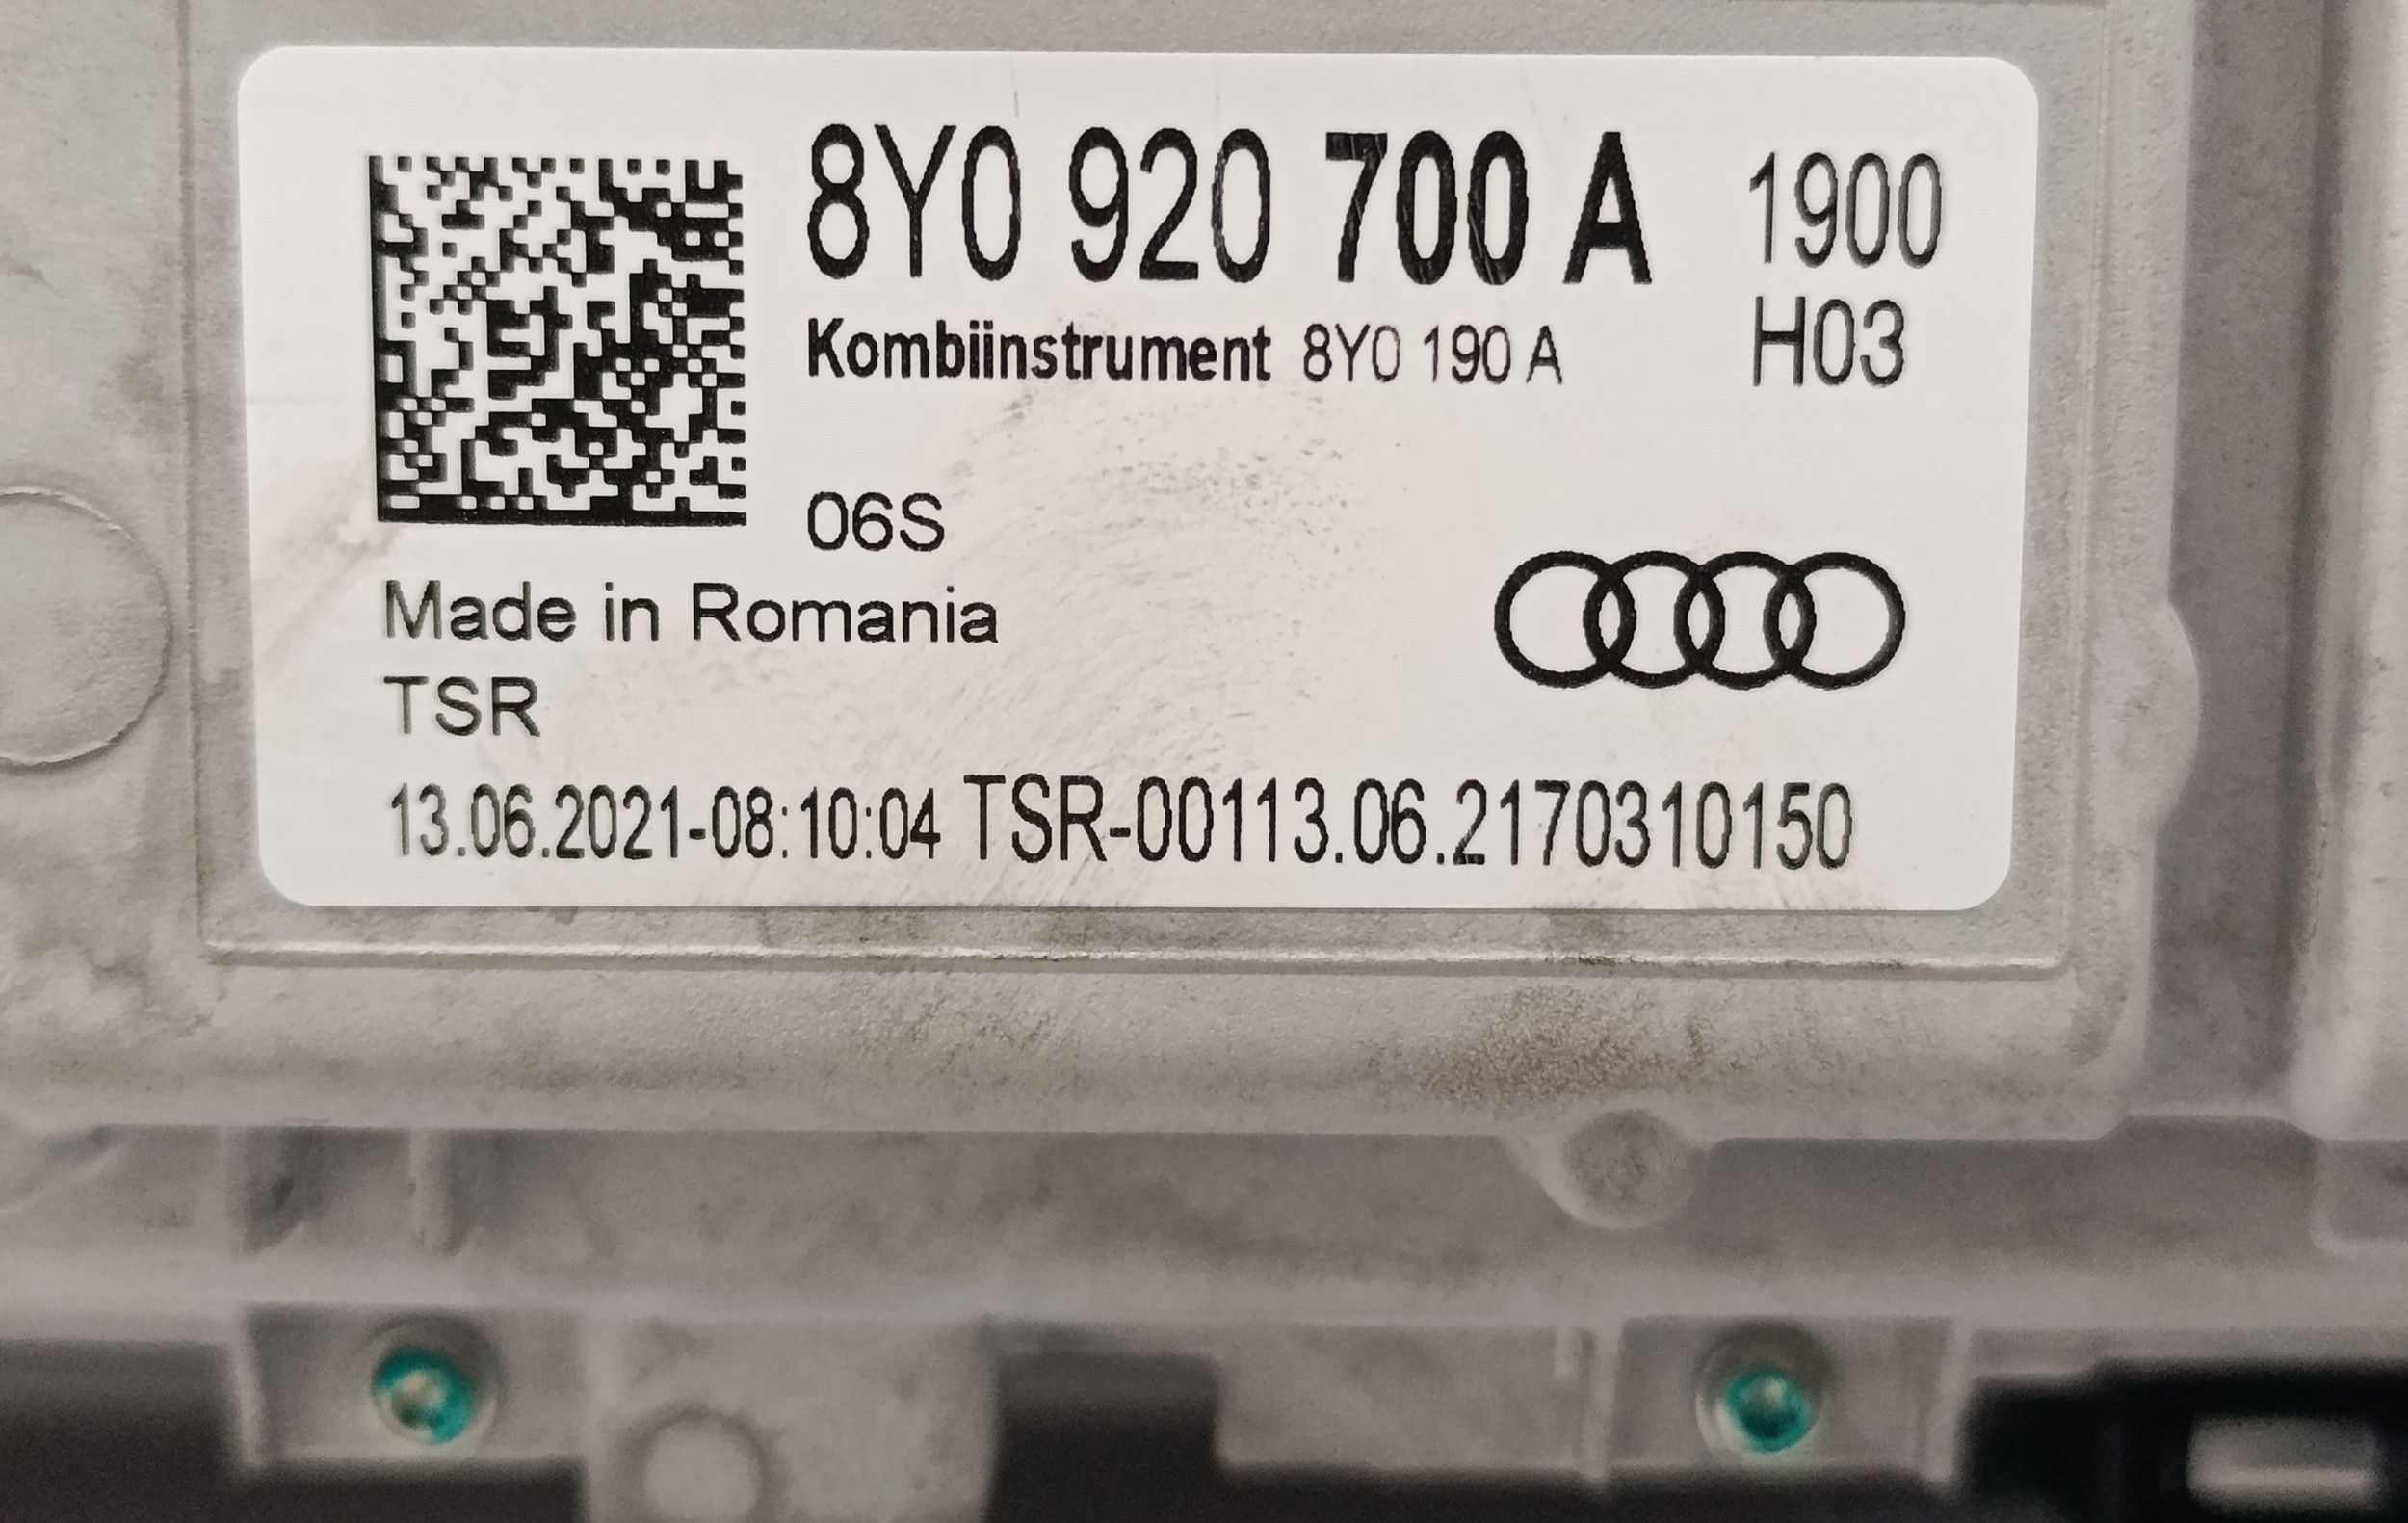 8Y0 920 700 A 1900
Kombiinstrument 8Y0 190 A H03
06S
Made in Romania
TSR
13.06.2021-08:10:04 TSR-00113.06.2170310150